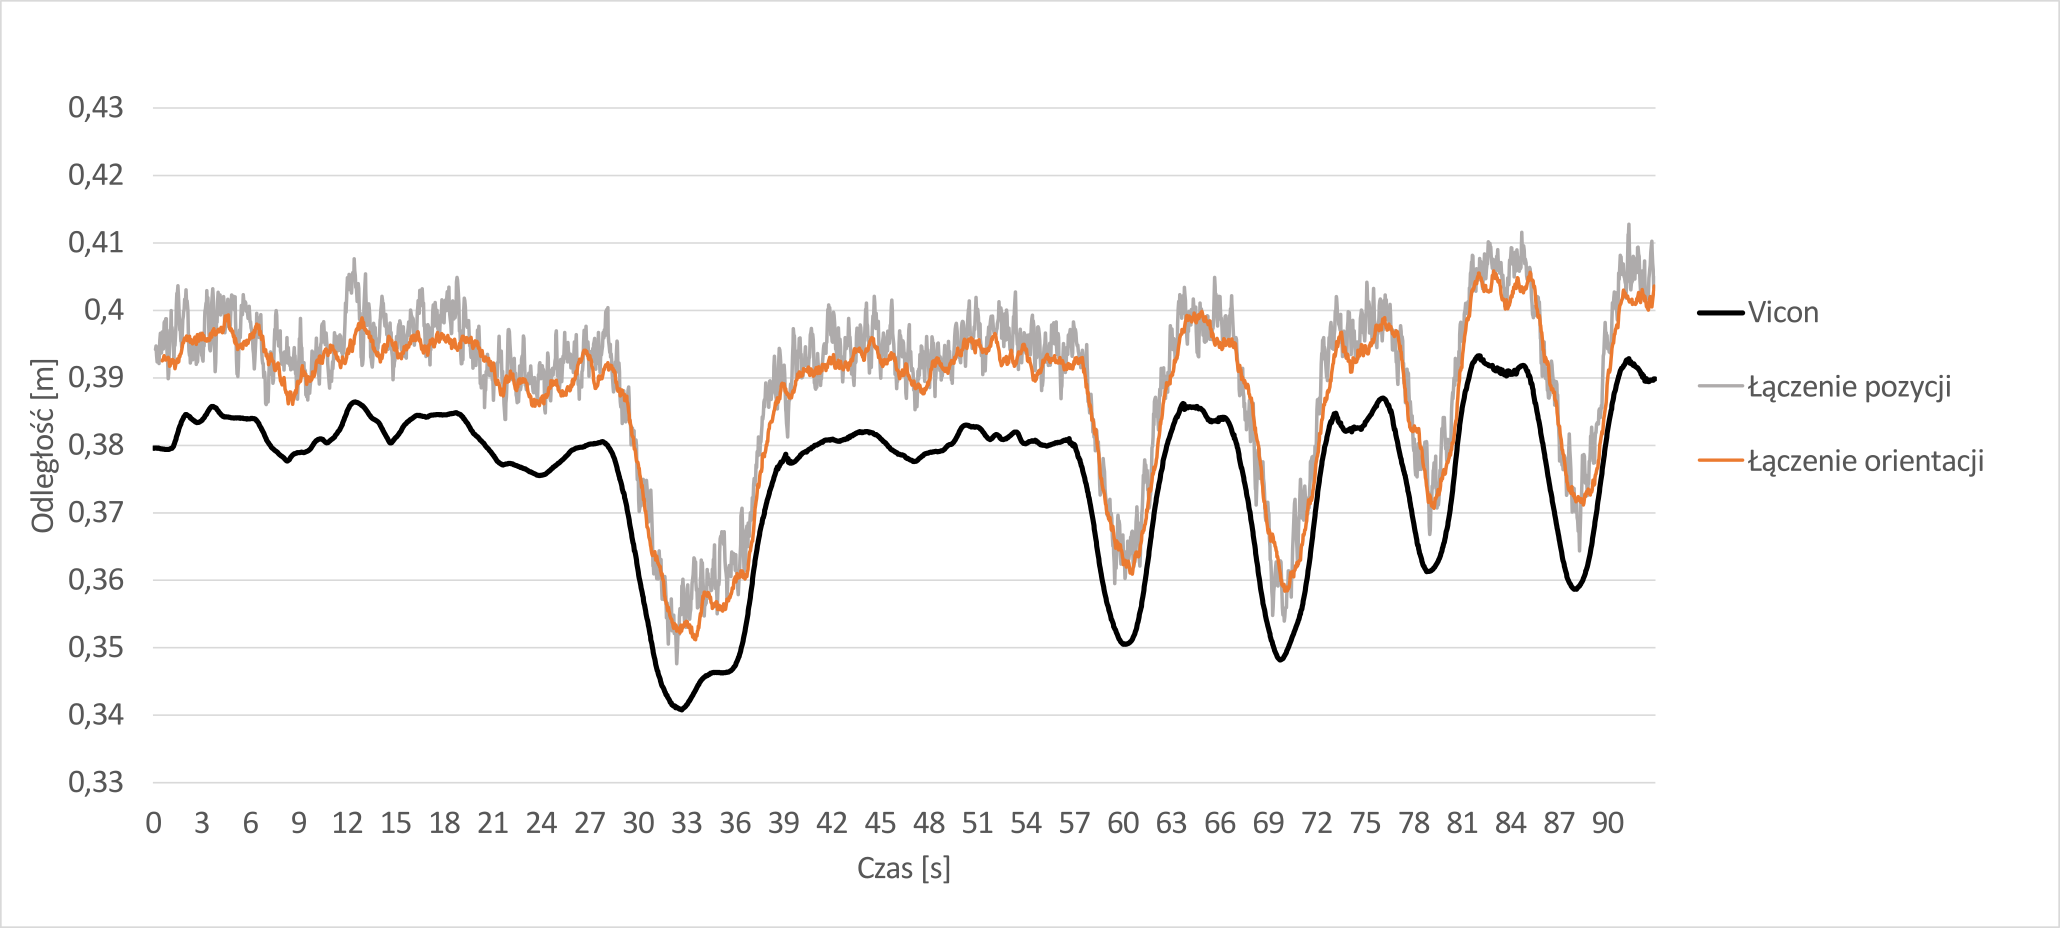 0,43
0,42
0,41
0,4
0,39
0,38
0,37
0,36
0,35
0,34
0,33
Odległość [m]
0 3 6 9 12 15 18 21 24 27 30 33 36 39 42 45 48 51 54 57 60 63 66 69 72 75 78 81 84 87 90
Czas [s]
Vicon
Łączenie pozycji
Łączenie orientacji